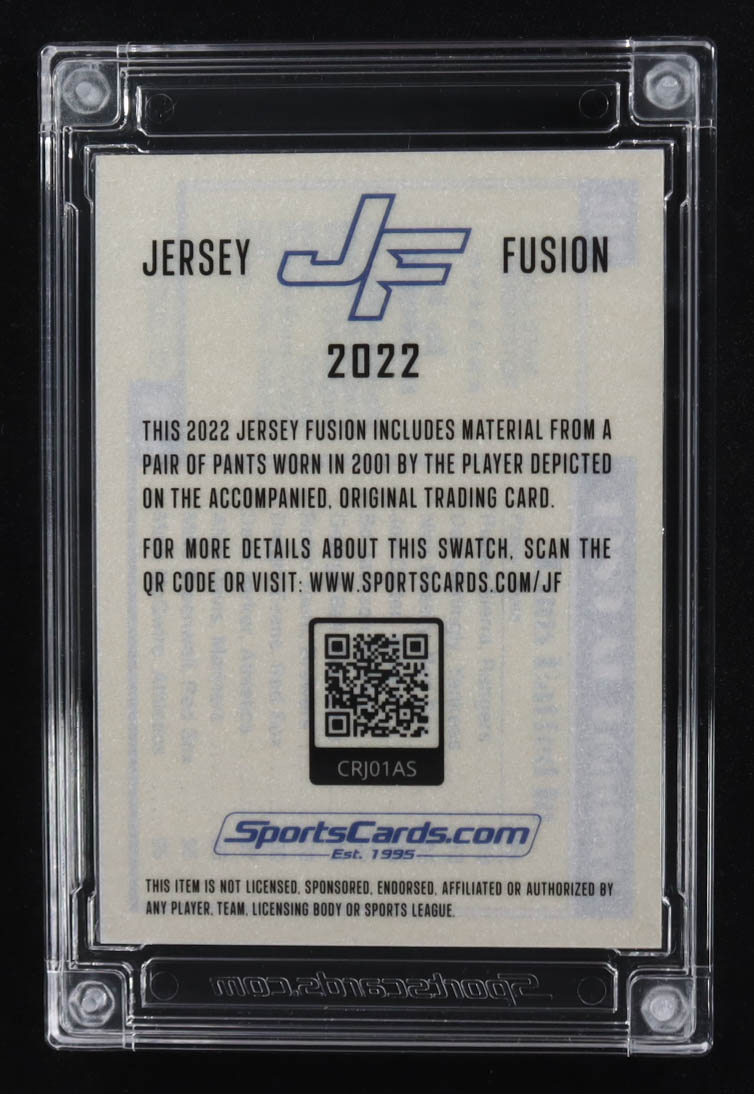 JERSEY JF FUSION
2022
THIS 2022 JERSEY FUSION INCLUDES MATERIAL FROM A
PAIR OF PANTS WORN IN 2001 BY THE PLAYER DEPICTED
ON THE ACCOMPANIED, ORIGINAL TRADING CARD.
FOR MORE DETAILS ABOUT THIS SWATCH, SCAN THE
QR CODE OR VISIT: WWW.SPORTSCARDS.COM/JF
CRJ01AS
SportsCards.com
Est. 1995
THIS ITEM IS NOT LICENSED, SPONSORED, ENDORSED, AFFILIATED OR AUTHORIZED BY
ANY PLAYER, TEAM, LICENSING BODY OR SPORTS LEAGUE.
Sportscards.com